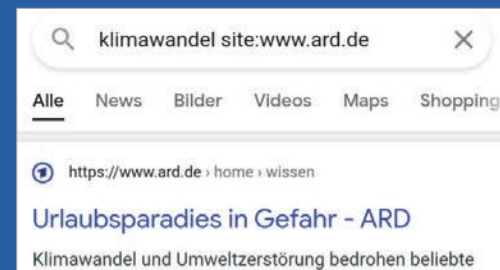 klimawandel site:www.ard.de
Alle News Bilder Videos Maps Shopping
https://www.ard.de › home › wissen
Urlaubsparadies in Gefahr - ARD
Klimawandel und Umweltzerstörung bedrohen beliebte